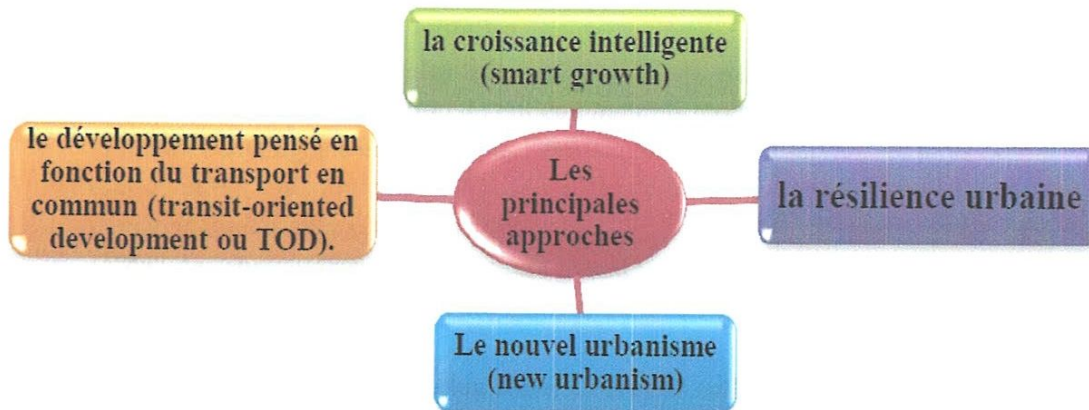 la croissance intelligente
(smart growth)
le développement pensé en
fonction du transport en
commun (transit-oriented
development ou TOD).
Les
principales
approches
la résilience urbaine
Le nouvel urbanisme
(new urbanism)